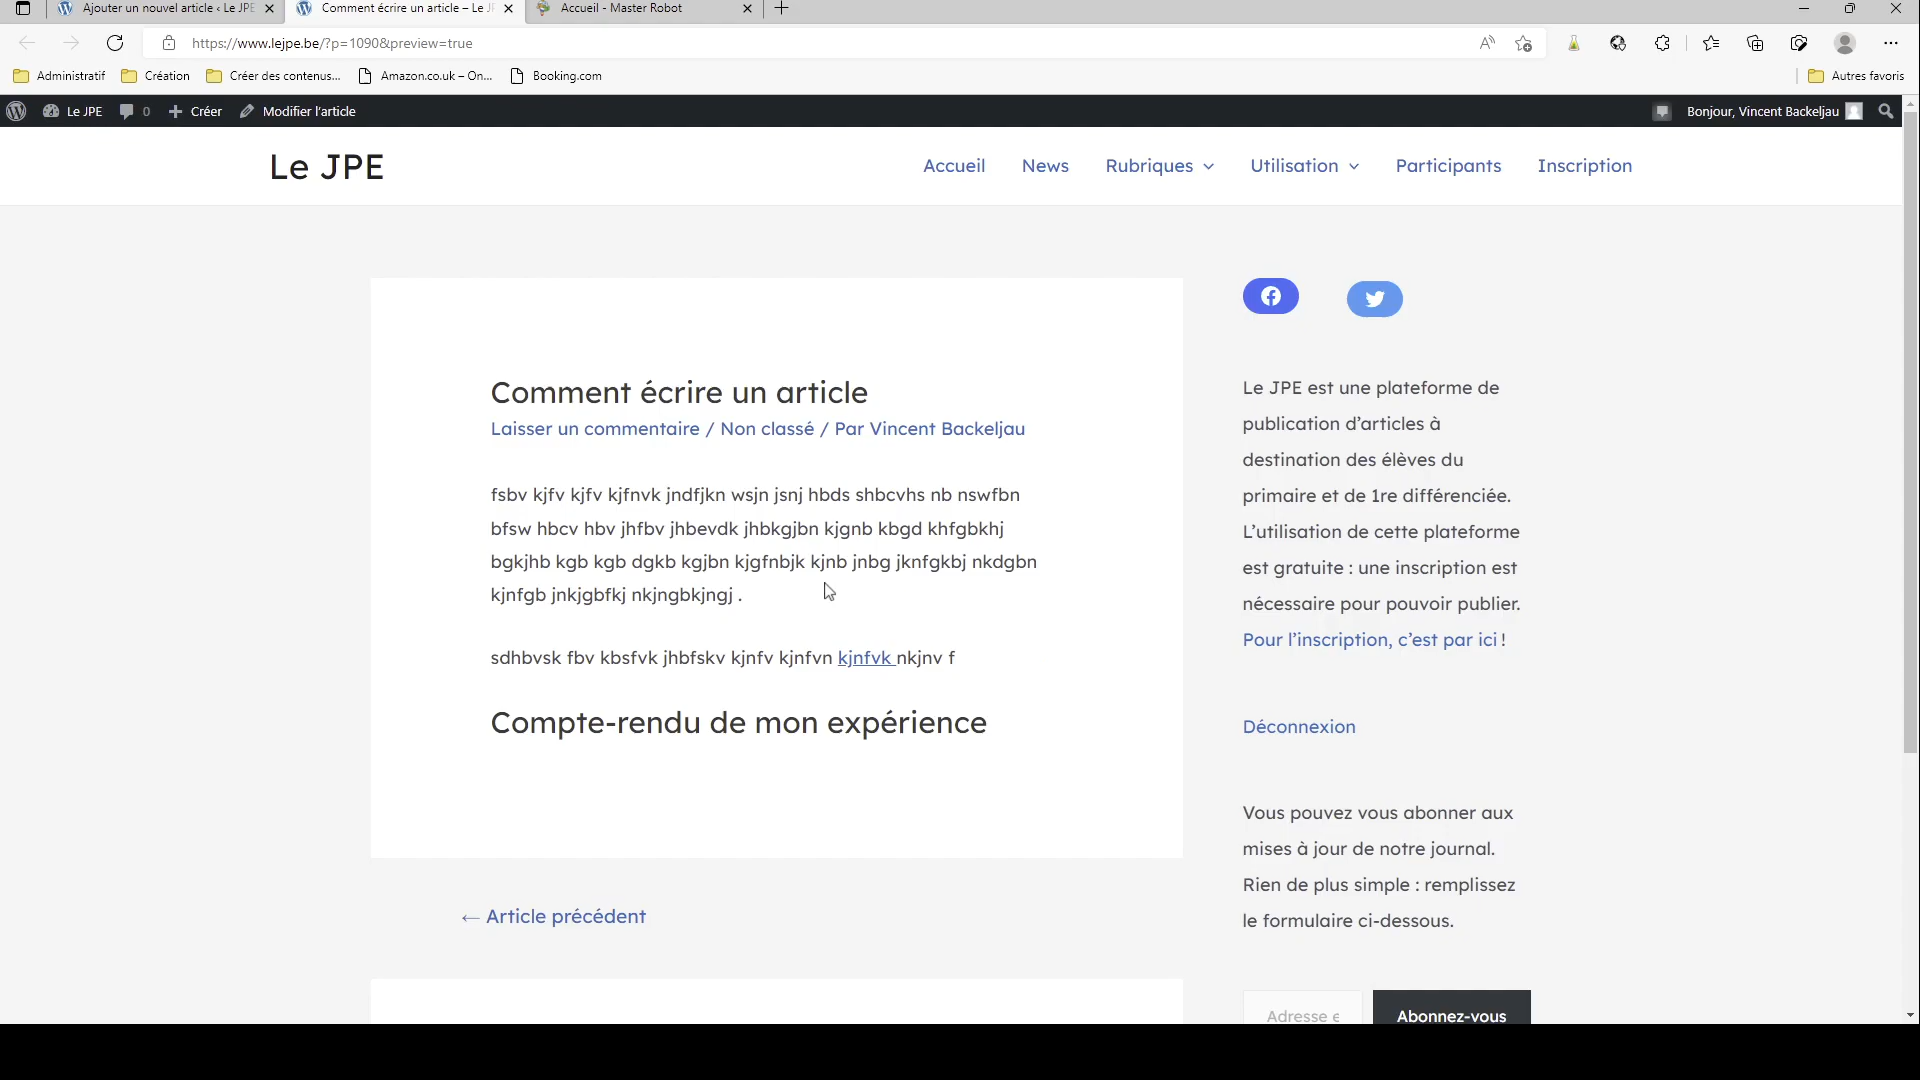 Ajouter un nouvel article ‹ Le JPE
Comment écrire un article – Le J
Accueil - Master Robot
https://www.lejpe.be/?p=1090&preview=true
Administratif
Création
Créer des contenus...
Amazon.co.uk – On...
Booking.com
Autres favoris
Le JPE
0
Créer
Modifier l'article
Bonjour, Vincent Backeljau
Le JPE
Accueil
News
Rubriques
Utilisation
Participants
Inscription
Comment écrire un article
Laisser un commentaire / Non classé / Par Vincent Backeljau
fsbv kjfv kjfv kjfnvk jndfjkn wsjn jsnj hbds shbcvhs nb nswfbn
bfsw hbcv hbv jhfbv jhbevdk jhbkgjbn kjgnb kbgd khfgbkhj
bgkjhb kgb kgb dgkb kgjbn kjgfnbjk kjnb jnbg jknfgkbj nkdgbn
kjnfgb jnkjgbfkj nkjngbkjngj .
sdhbvsk fbv kbsfvk jhbfskv kjnfv kjnfvn kjnfvk nkjnv f
Compte-rendu de mon expérience
← Article précédent
Le JPE est une plateforme de
publication d’articles à
destination des élèves du
primaire et de 1re différenciée.
L’utilisation de cette plateforme
est gratuite : une inscription est
nécessaire pour pouvoir publier.
Pour l’inscription, c’est par ici !
Déconnexion
Vous pouvez vous abonner aux
mises à jour de notre journal.
Rien de plus simple : remplissez
le formulaire ci-dessous.
Adresse e
Abonnez-vous